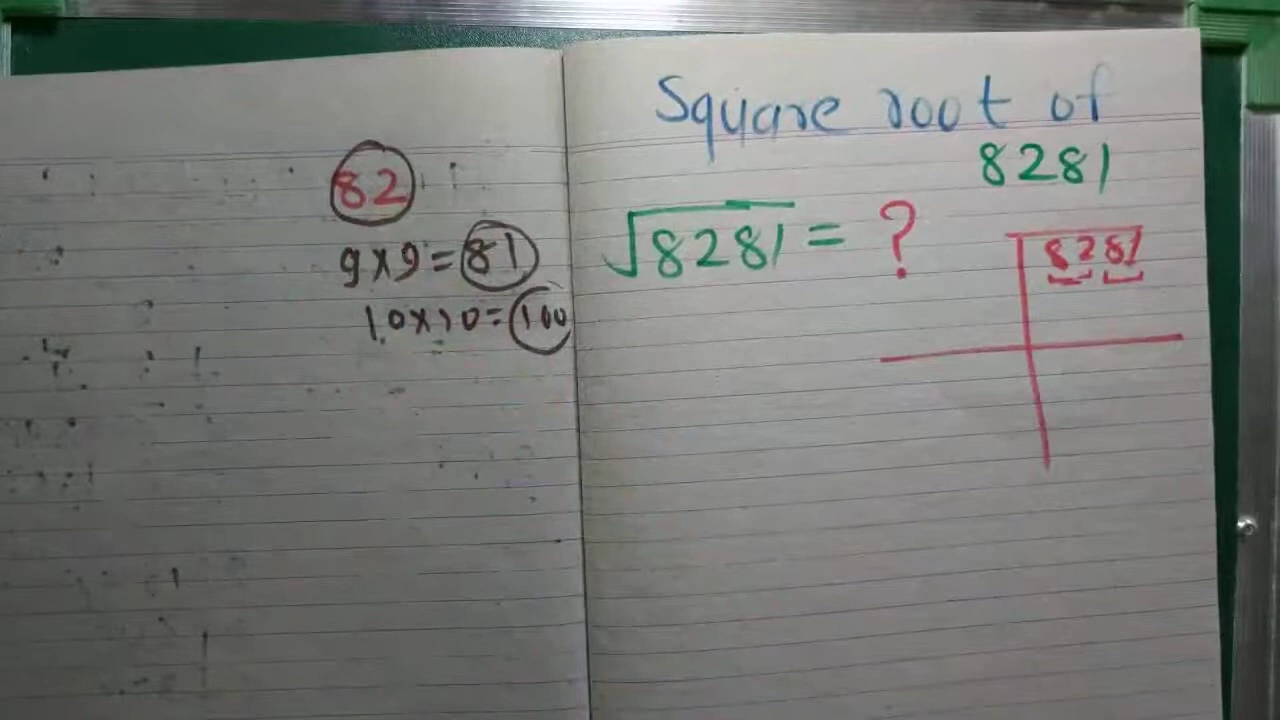 82
9x9=81
10x10=100
Square root of
8281
√8281 = ?
8281